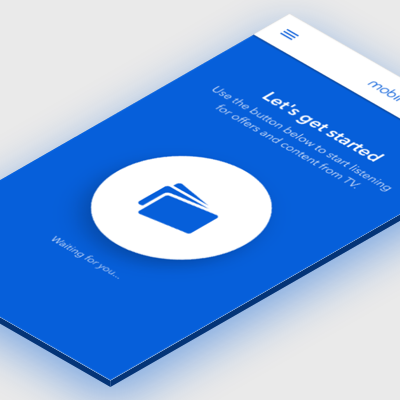 Let's get started
Use the button below to start listening
for offers and content from TV.
Waiting for you...